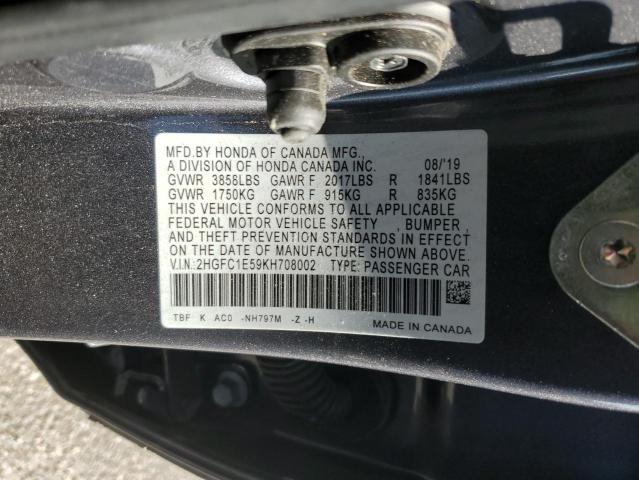 MFD.BY HONDA OF CANADA MFG.,
A DIVISION OF HONDA CANADA INC. 08/'19
GVWR 3858LBS GAWR F 2017LBS R 1841LBS
GVWR 1750KG GAWR F 915KG R 835KG
THIS VEHICLE CONFORMS TO ALL APPLICABLE
FEDERAL MOTOR VEHICLE SAFETY , BUMPER,
AND THEFT PREVENTION STANDARDS IN EFFECT
ON THE DATE OF MANUFACTURE SHOWN ABOVE.
V.I.N.:2HGFC1E59KH708002 TYPE: PASSENGER CAR
TBF K AC0 -NH797M -Z -H
MADE IN CANADA